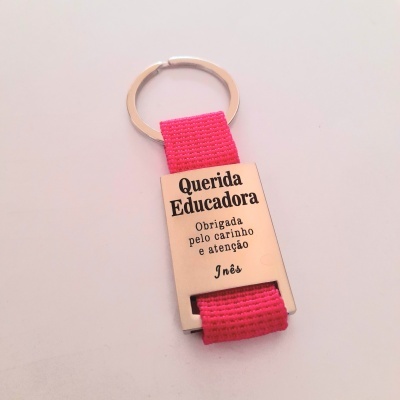 Querida
Educadora
Obrigada
pelo carinho
e atenção
Inês